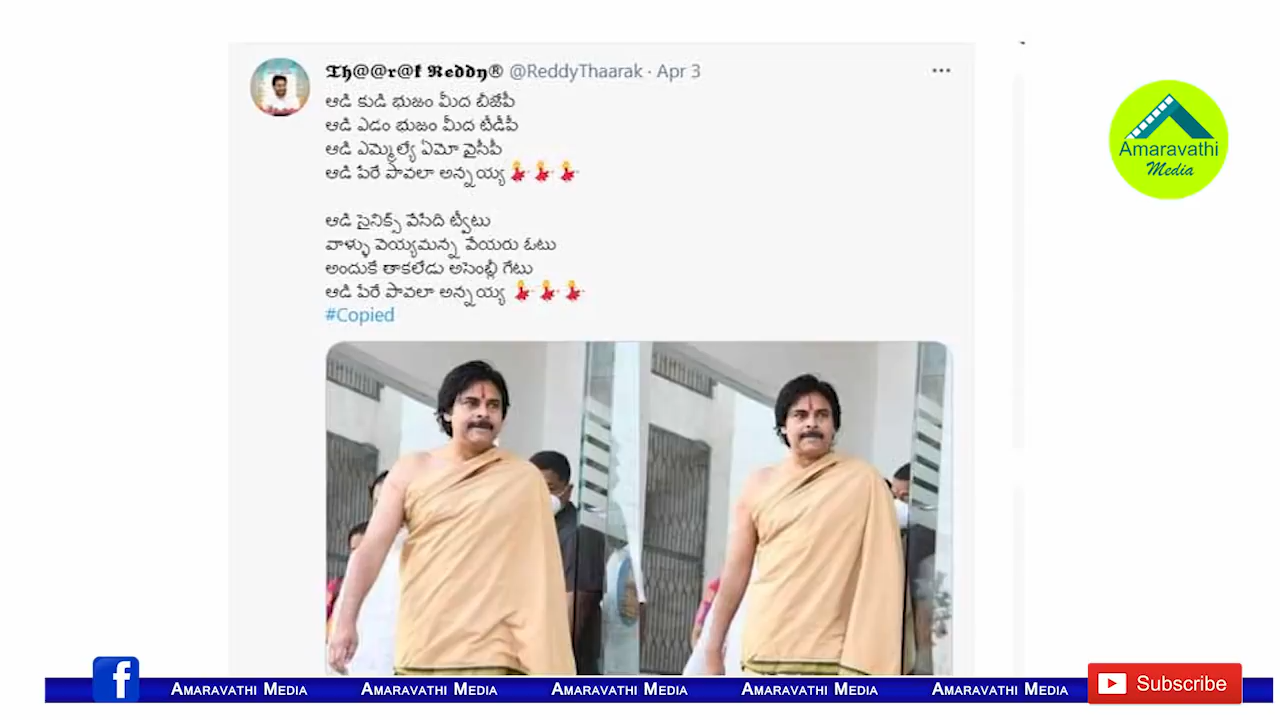 Th@@r@k Reddy® @ReddyThaarak · Apr 3
ఆడి కుడి భుజం మీద బీజేపీ
ఆడి ఎడం భుజం మీద టీడీపీ
ఆడి ఎమ్మెల్యే ఏమో వైసీపీ
ఆడి పేరే పావలా అన్నయ్య 💃💃💃
ఆడి సైనిక్స్ వేసేది ట్వీటు
వాళ్ళు వెయ్యమన్న వేయరు ఓటు
అందుకే తాకలేడు అసెంబ్లీ గేటు
ఆడి పేరే పావలా అన్నయ్య 💃💃💃
#Copied
Amaravathi
Media
f
Amaravathi Media Amaravathi Media Amaravathi Media Amaravathi Media Amaravathi Media
Subscribe